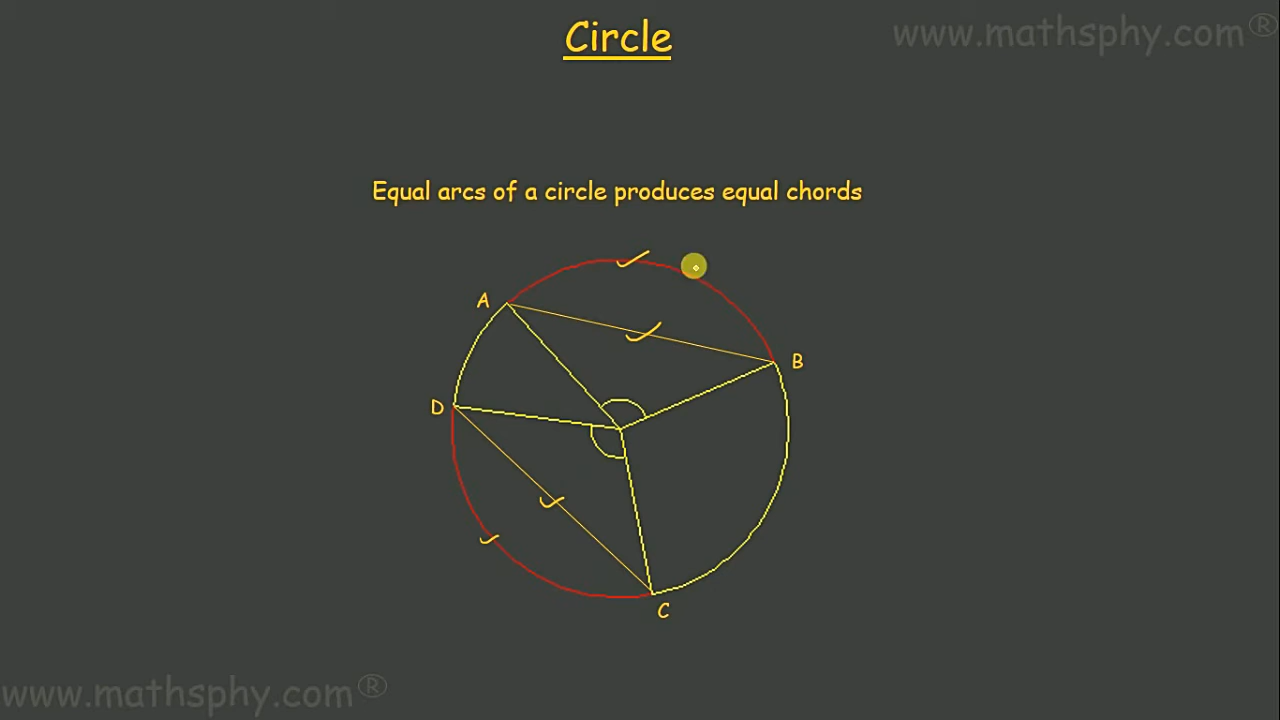 Circle
www.mathsphy.com®
Equal arcs of a circle produces equal chords
A
B
D
C
www.mathsphy.com®